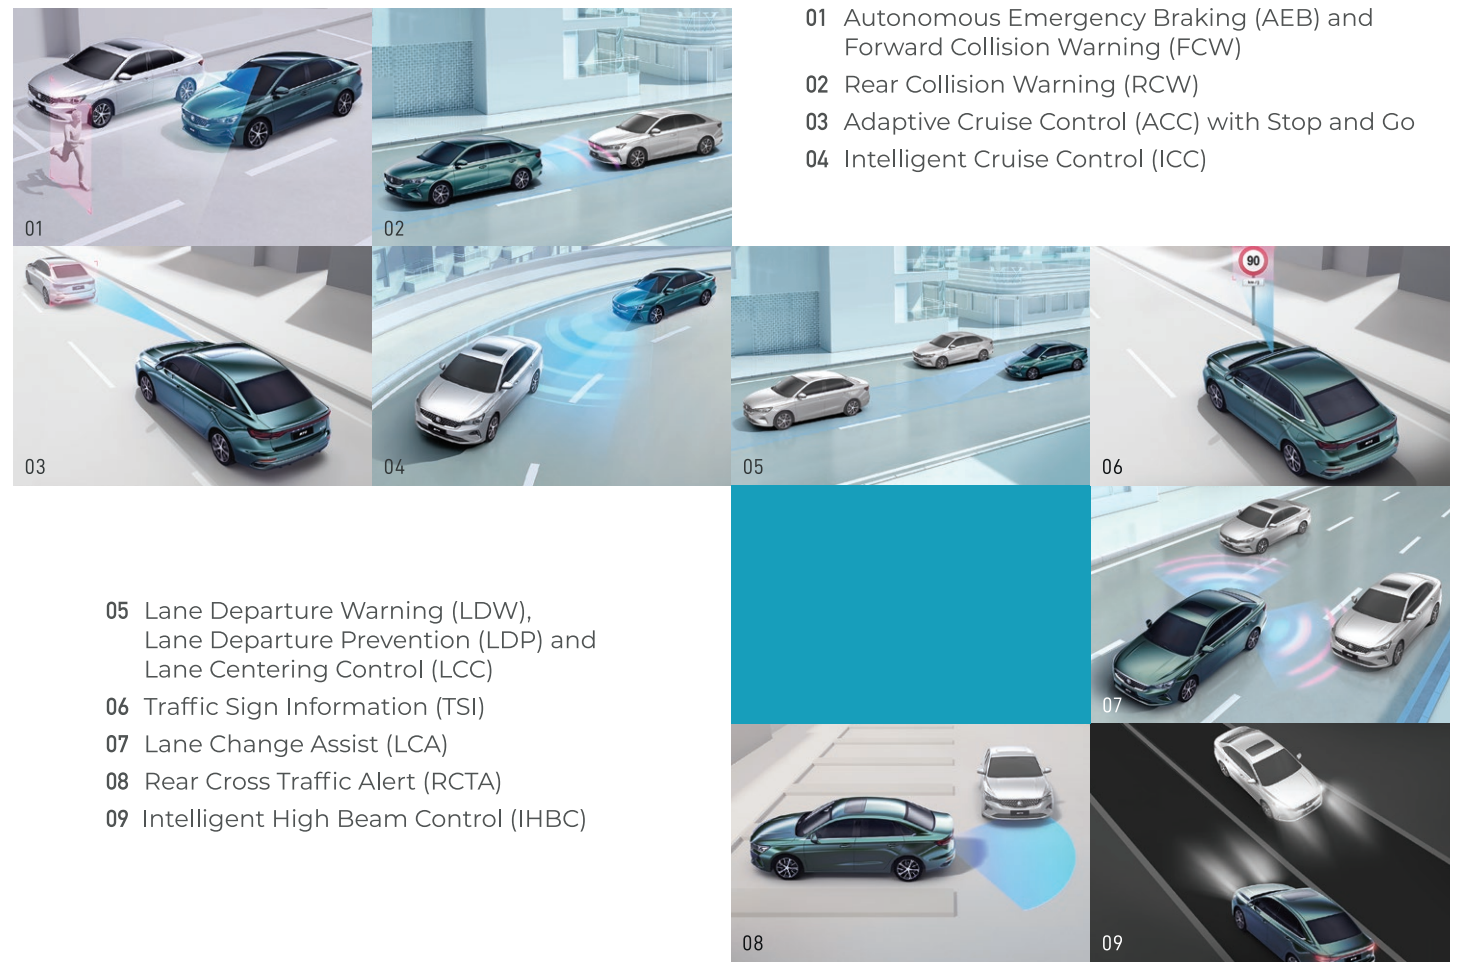 01 Autonomous Emergency Braking (AEB) and
Forward Collision Warning (FCW)
02 Rear Collision Warning (RCW)
03 Adaptive Cruise Control (ACC) with Stop and Go
04 Intelligent Cruise Control (ICC)
01
02
90
03
04
05
06
05 Lane Departure Warning (LDW),
Lane Departure Prevention (LDP) and
Lane Centering Control (LCC)
06 Traffic Sign Information (TSI)
07 Lane Change Assist (LCA)
08 Rear Cross Traffic Alert (RCTA)
09 Intelligent High Beam Control (IHBC)
07
08
09